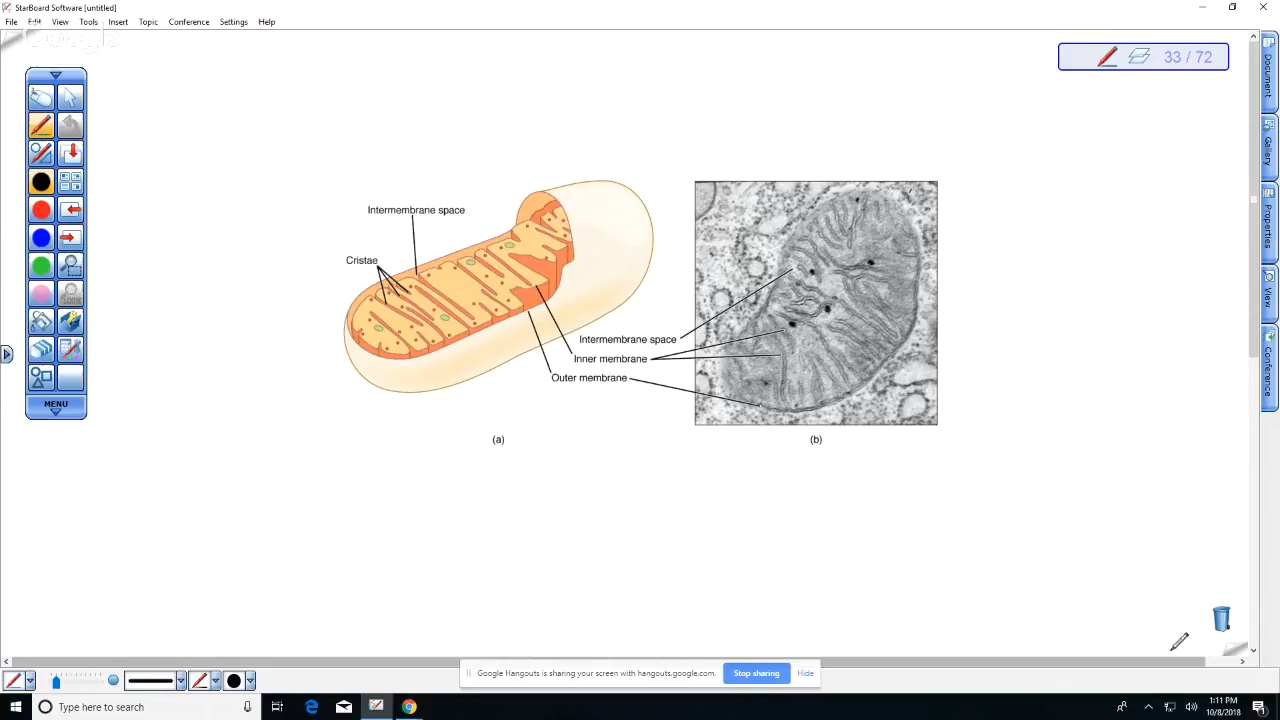 StarBoard Software [untitled]
File Edit View Tools Insert Topic Conference Settings Help
33 / 72
Document
Gallery
Properties
View
Conference
MENU
Intermembrane space
Cristae
Intermembrane space
Inner membrane
Outer membrane
(a)
(b)
Google Hangouts is sharing your screen with hangouts.google.com.
Stop sharing
Hide
Type here to search
1:11 PM
10/8/2018
1